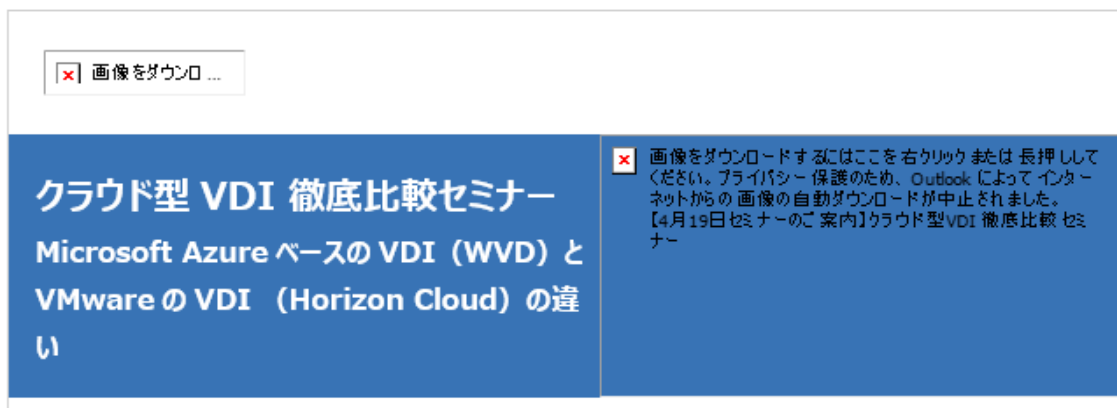 画像をダウンロ ...
クラウド型 VDI 徹底比較セミナー
Microsoft Azure ベースの VDI（WVD）と
VMware の VDI （Horizon Cloud）の違
い
画像をダウンロードするにはここを右クリックまたは長押しして
ください。プライバシー保護のため、Outlook によってインター
ネットからの画像の自動ダウンロードが中止されました。
【4月19日セミナーのご案内】クラウド型VDI 徹底比較セミ
ナー